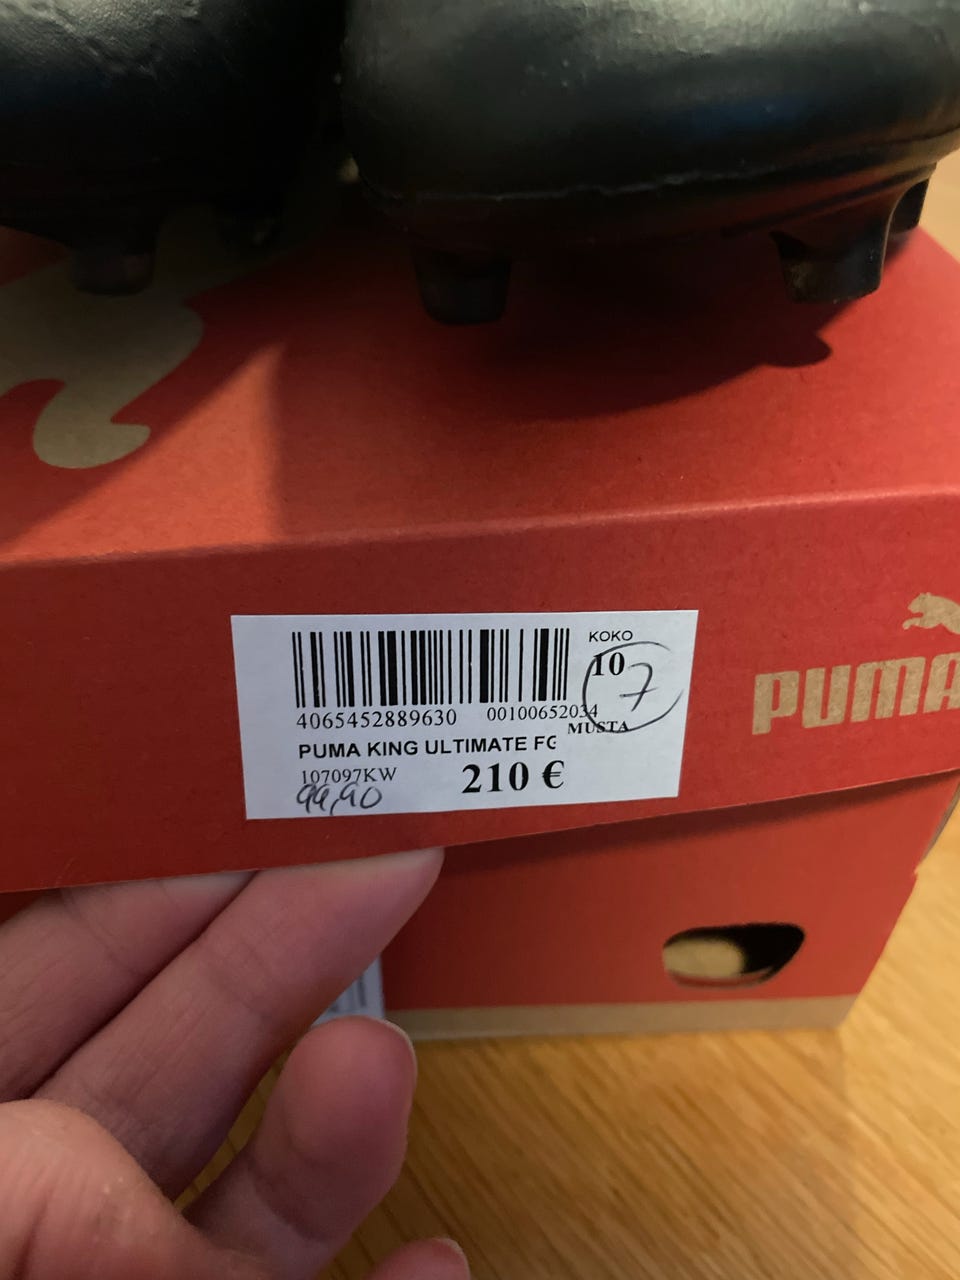 KOKO
10
7
4065452889630 00100652034
MUSTA
PUMA KING ULTIMATE FG
107097KW
210 €
99,90
PUMA